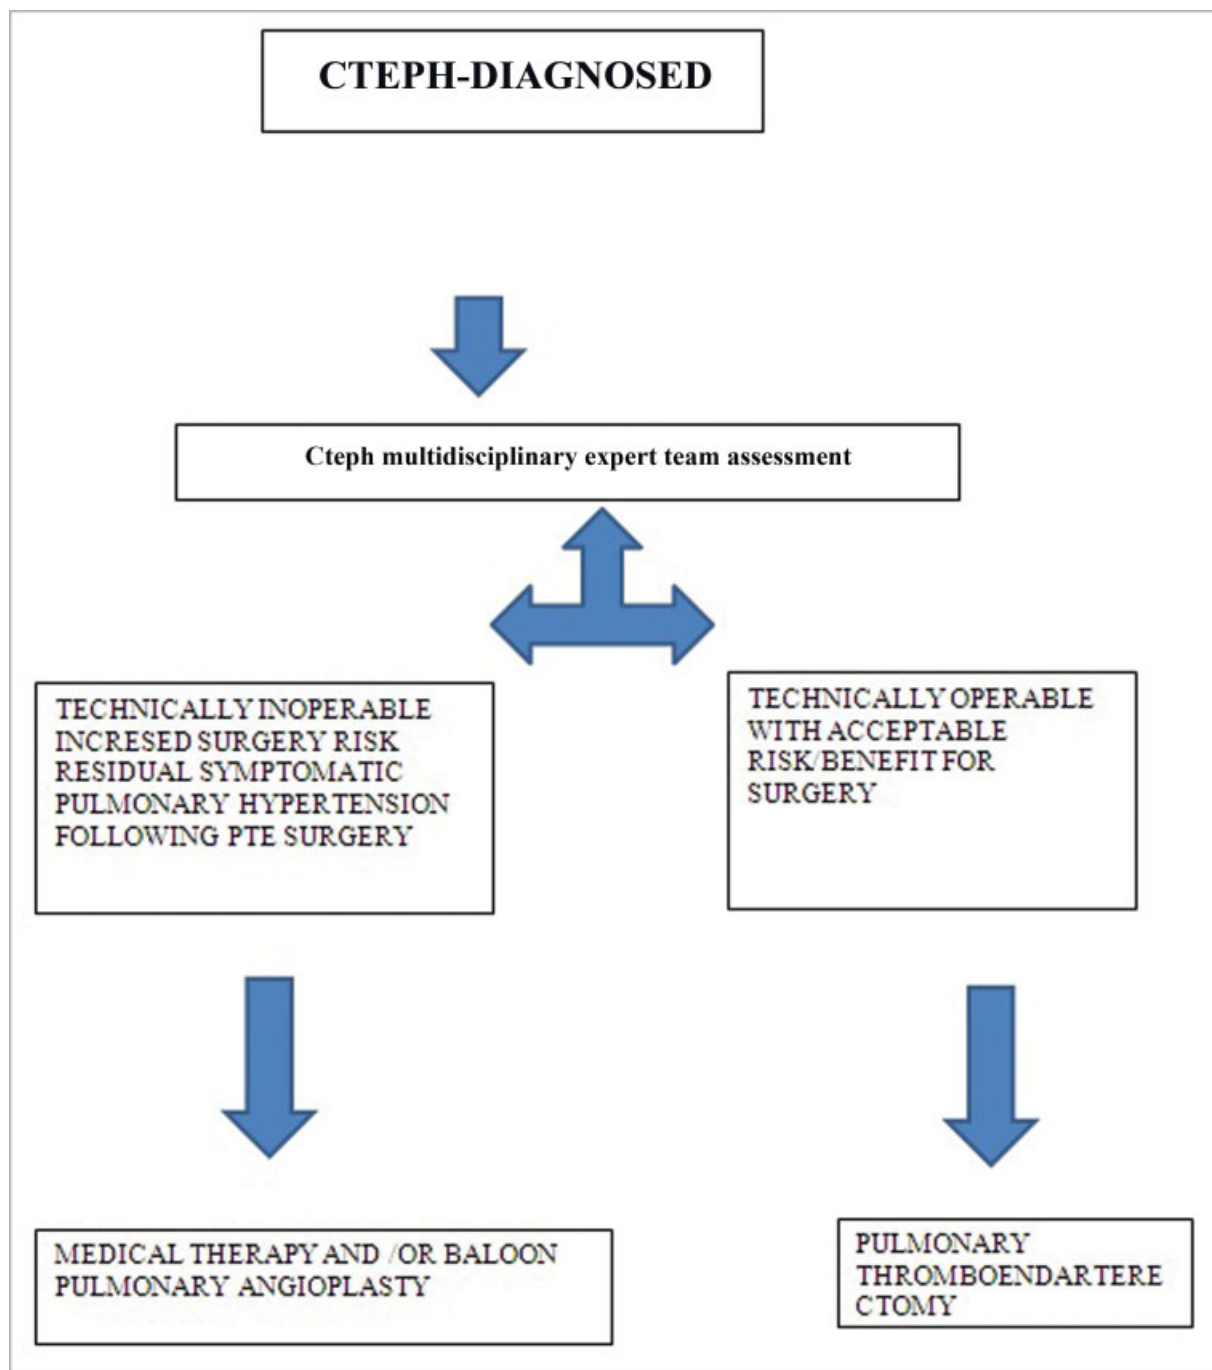 CTEPH-DIAGNOSED
Cteph multidisciplinary expert team assessment
TECHNICALLY INOPERABLE
INCRESED SURGERY RISK
RESIDUAL SYMPTOMATIC
PULMONARY HYPERTENSION
FOLLOWING PTE SURGERY
TECHNICALLY OPERABLE
WITH ACCEPTABLE
RISK/BENEFIT FOR
SURGERY
MEDICAL THERAPY AND /OR BALOON
PULMONARY ANGIOPLASTY
PULMONARY
THROMBOENDARTERE
CTOMY